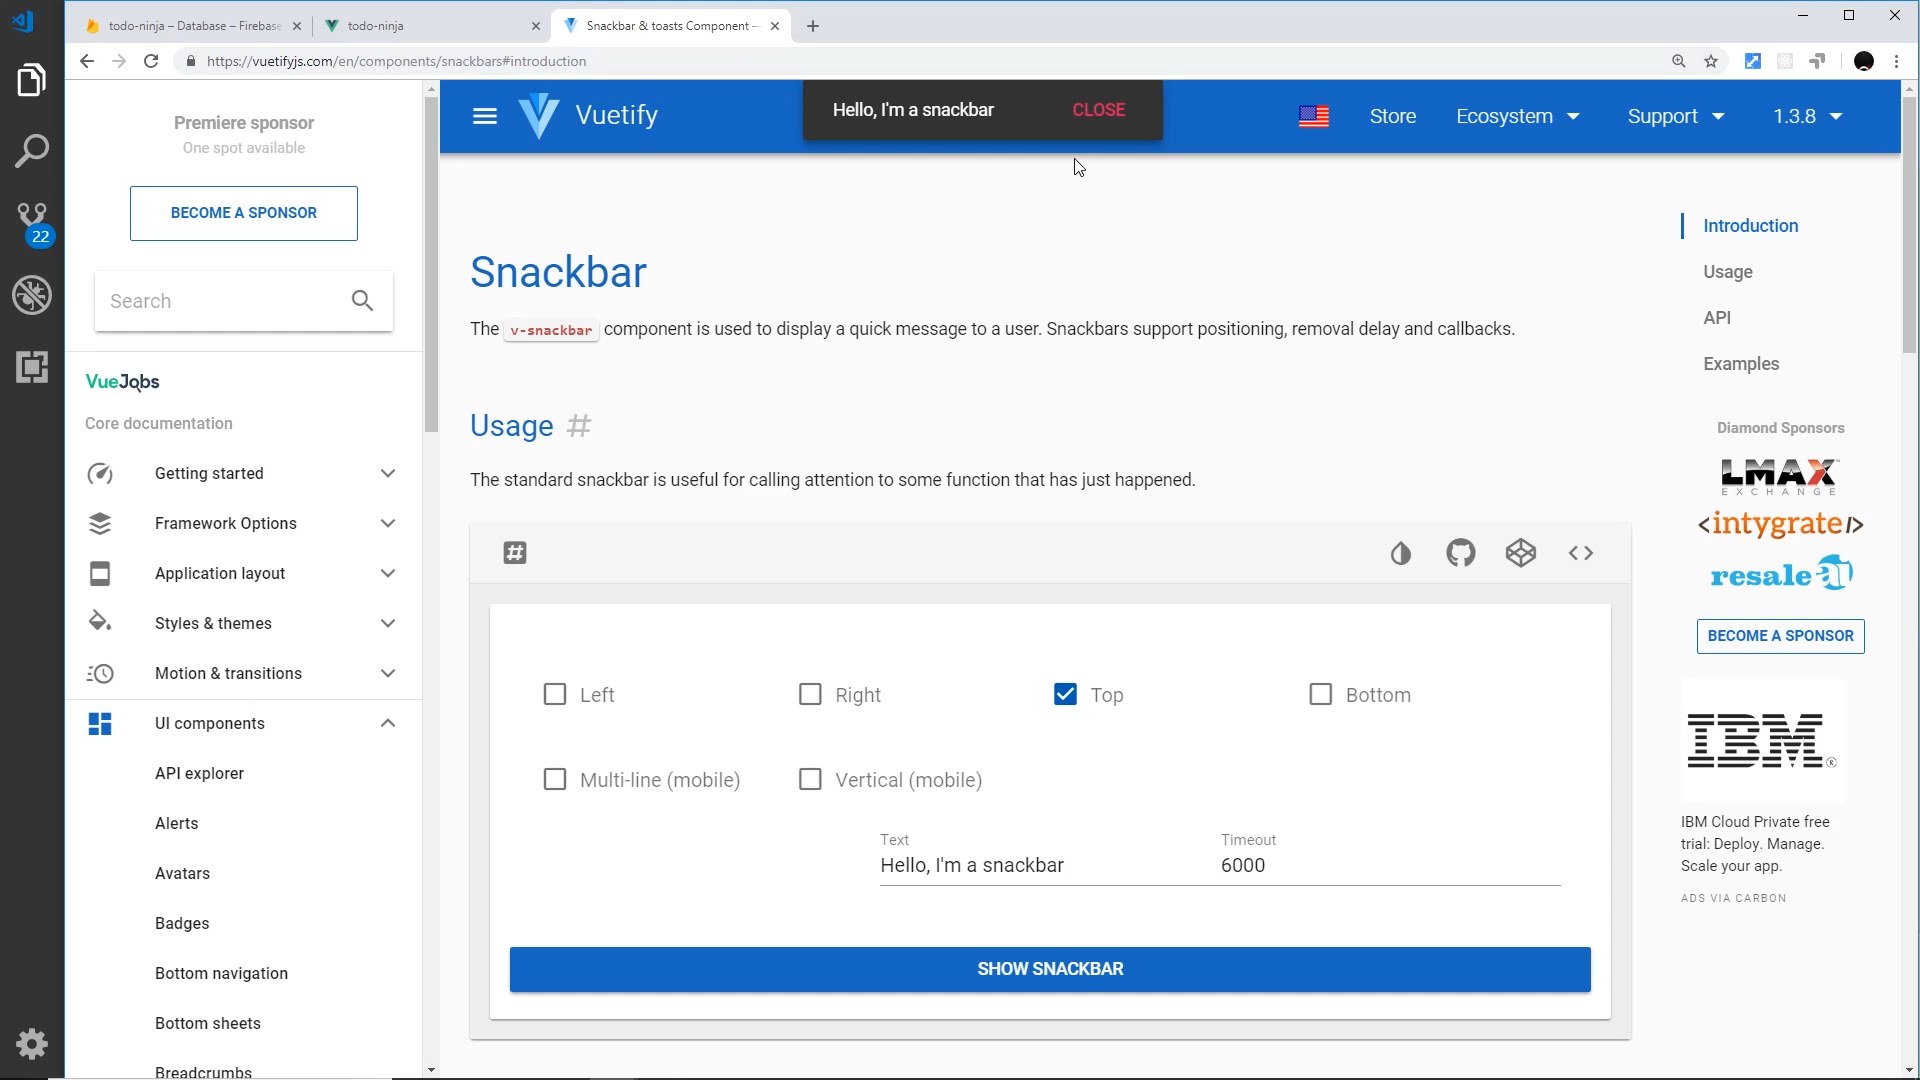 todo-ninja – Database – Firebase
todo-ninja
Snackbar & toasts Component —
https://vuetifyjs.com/en/components/snackbars#introduction
22
Premiere sponsor
One spot available
BECOME A SPONSOR
Search
VueJobs
Core documentation
Getting started
Framework Options
Application layout
Styles & themes
Motion & transitions
UI components
API explorer
Alerts
Avatars
Badges
Bottom navigation
Bottom sheets
Breadcrumbs
Vuetify
Hello, I'm a snackbar CLOSE
Store
Ecosystem
Support
1.3.8
Snackbar
The v-snackbar component is used to display a quick message to a user. Snackbars support positioning, removal delay and callbacks.
Usage #
The standard snackbar is useful for calling attention to some function that has just happened.
#
Left
Right
Top
Bottom
Multi-line (mobile)
Vertical (mobile)
Text
Hello, I'm a snackbar
Timeout
6000
SHOW SNACKBAR
Introduction
Usage
API
Examples
Diamond Sponsors
LMAX
EXCHANGE
<intygrate/>
resale ai
BECOME A SPONSOR
IBM®
IBM Cloud Private free
trial: Deploy. Manage.
Scale your app.
ADS VIA CARBON